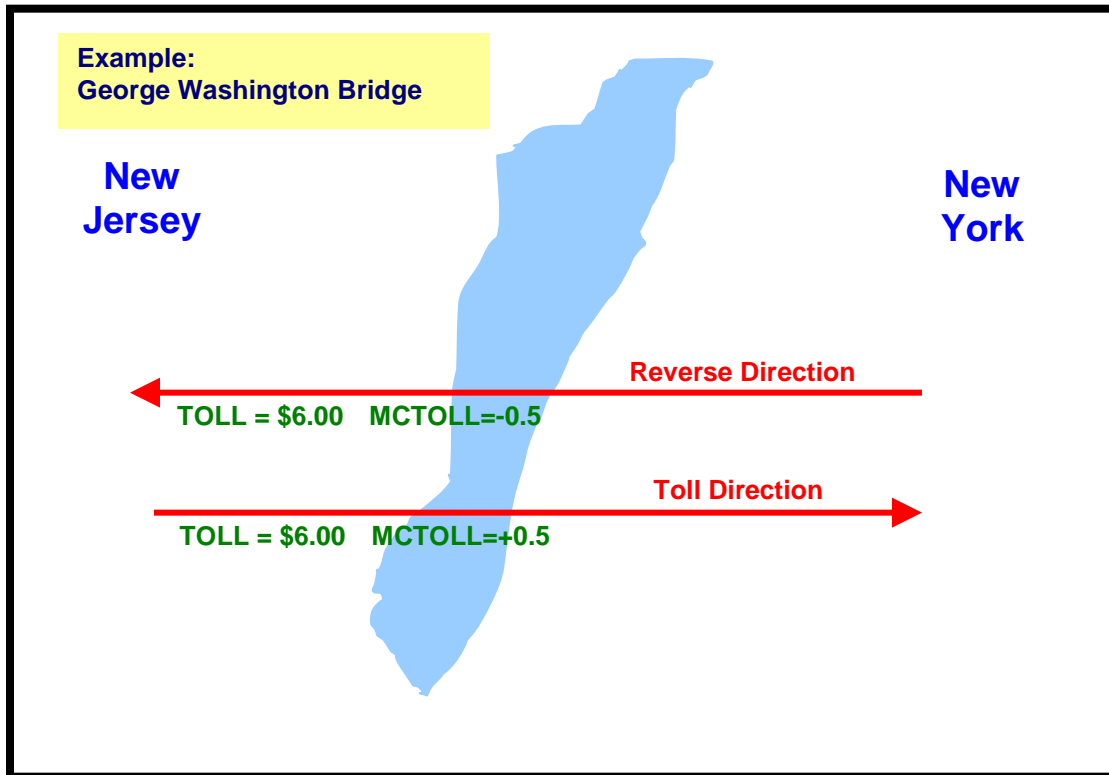 Example:
George Washington Bridge
New
Jersey
New
York
Reverse Direction
TOLL = $6.00 MCTOLL=-0.5
Toll Direction
TOLL = $6.00 MCTOLL=+0.5